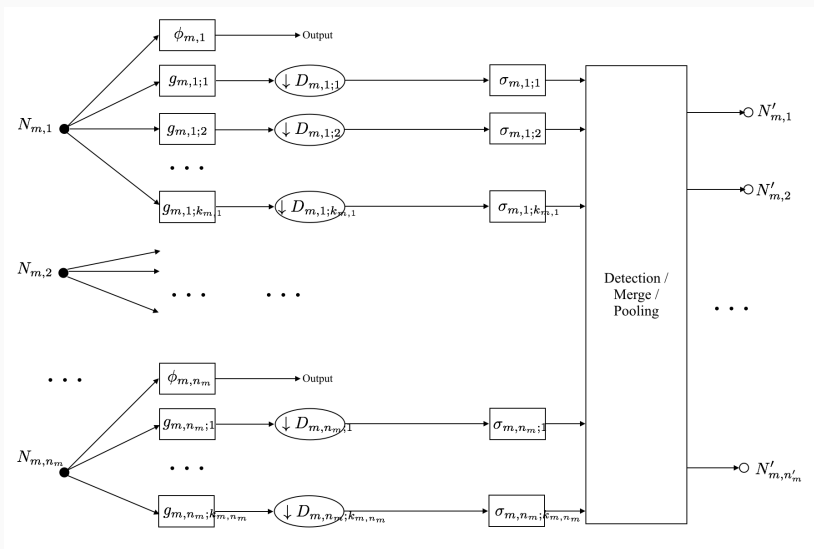 ϕ_{m,1} Output
g_{m,1;1} ↓ D_{m,1;1} σ_{m,1;1}
N_{m,1} g_{m,1;2} ↓ D_{m,1;2} σ_{m,1;2} N′_{m,1}
• • •
g_{m,1;k_{m,1}} ↓ D_{m,1;k_{m,1}} σ_{m,1;k_{m,1}} N′_{m,2}
N_{m,2}
• • • • • •
Detection /
Merge /
Pooling
• • •
• • •
ϕ_{m,n_m} Output
g_{m,n_m;1} ↓ D_{m,n_m;1} σ_{m,n_m;1}
N_{m,n_m} • • • N′_{m,n′_m}
g_{m,n_m;k_{m,n_m}} ↓ D_{m,n_m;k_{m,n_m}} σ_{m,n_m;k_{m,n_m}}